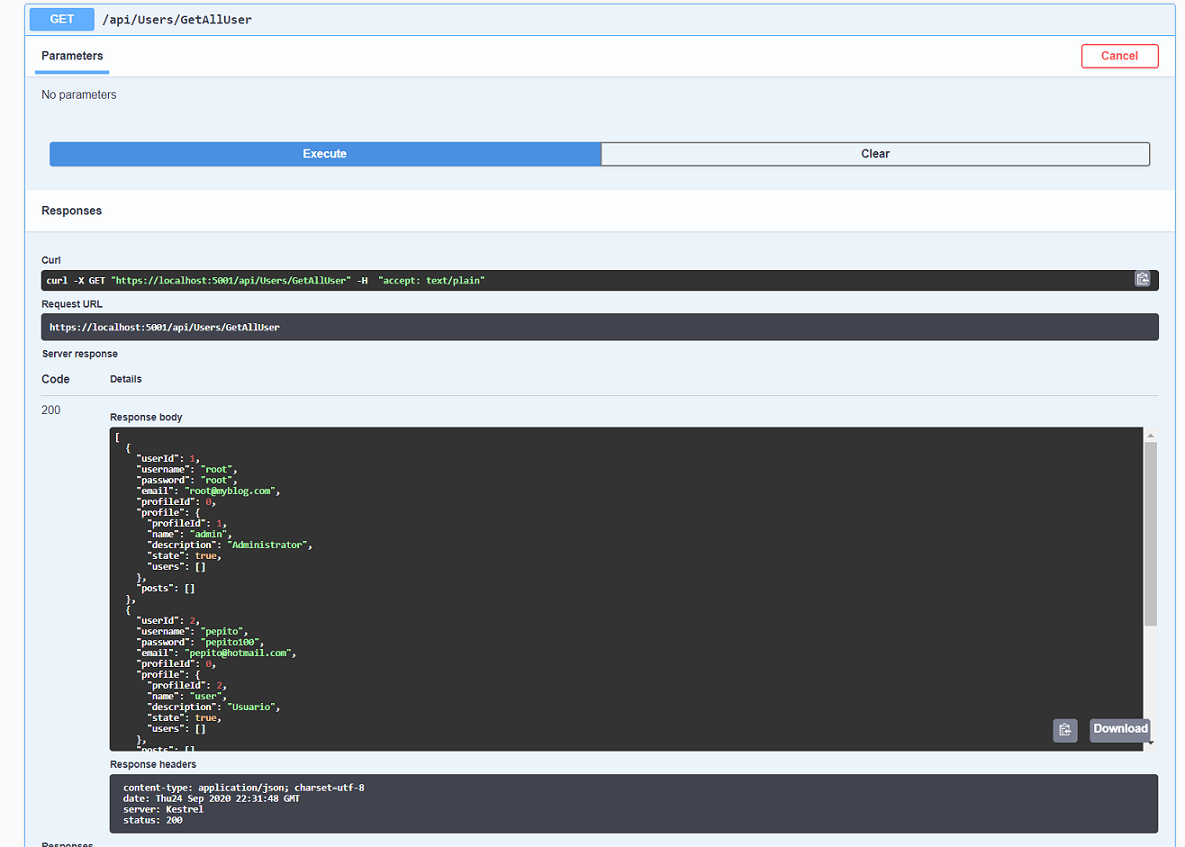 GET /api/Users/GetAllUser
Parameters
Cancel
No parameters
Execute
Clear
Responses
Curl
curl -X GET "https://localhost:5001/api/Users/GetAllUser" -H  "accept: text/plain"
Request URL
https://localhost:5001/api/Users/GetAllUser
Server response
Code Details
200
Response body
[
  {
    "userId": 1,
    "username": "root",
    "password": "root",
    "email": "root@myblog.com",
    "profileId": 0,
    "profile": {
      "profileId": 1,
      "name": "admin",
      "description": "Administrator",
      "state": true,
      "users": []
    },
    "posts": []
  },
  {
    "userId": 2,
    "username": "pepito",
    "password": "pepito100",
    "email": "pepito@hotmail.com",
    "profileId": 0,
    "profile": {
      "profileId": 2,
      "name": "user",
      "description": "Usuario",
      "state": true,
      "users": []
    },
    "posts": []
Download
Response headers
content-type: application/json; charset=utf-8
date: Thu24 Sep 2020 22:31:48 GMT
server: Kestrel
status: 200
Responses